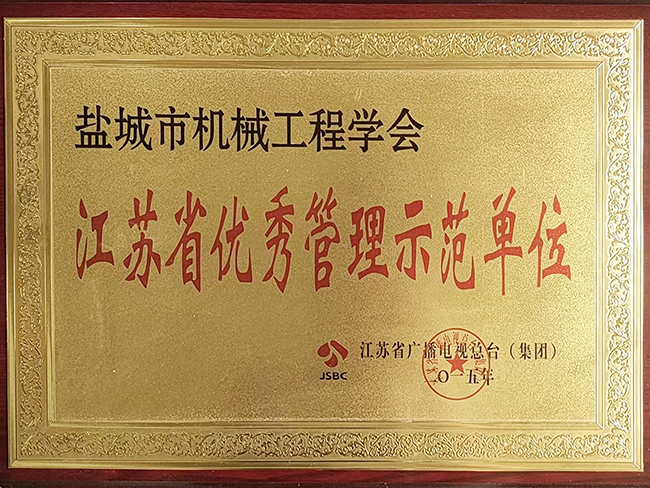 盐城市机械工程学会
江苏省优秀管理示范单位
JSBC
江苏省广播电视总台（集团）
二〇一五年